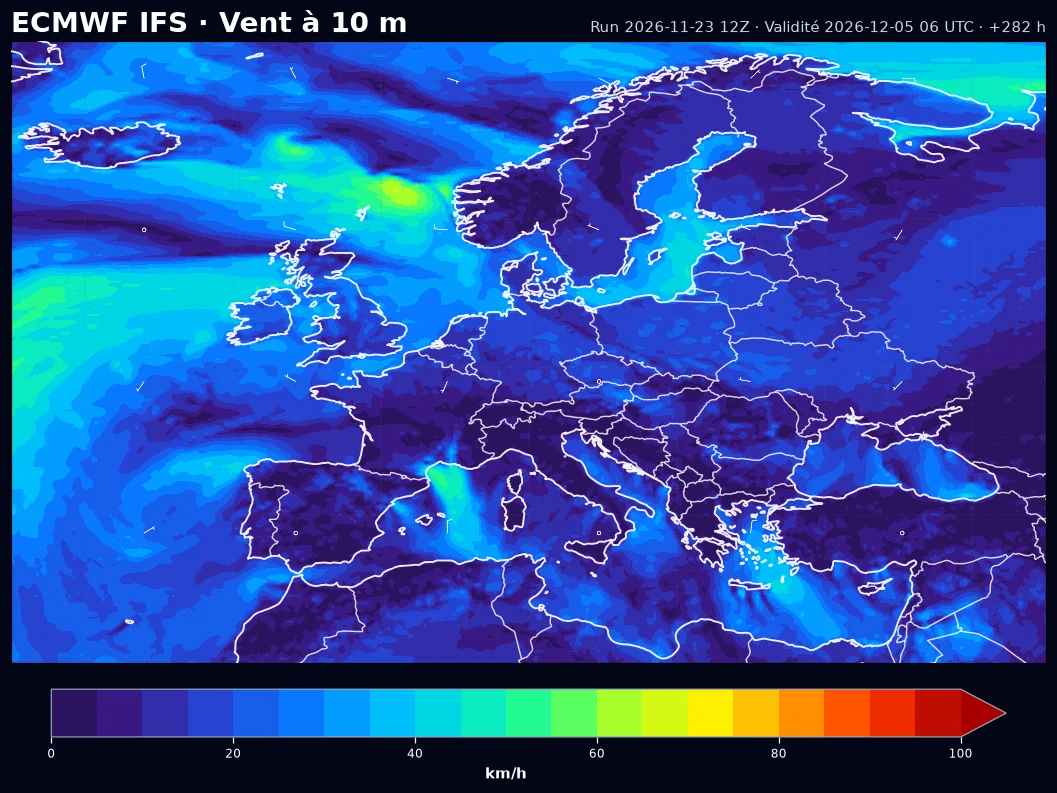 ECMWF IFS · Vent à 10 m
Run 2026-11-23 12Z · Validité 2026-12-05 06 UTC · +282 h
0 20 40 60 80 100
km/h